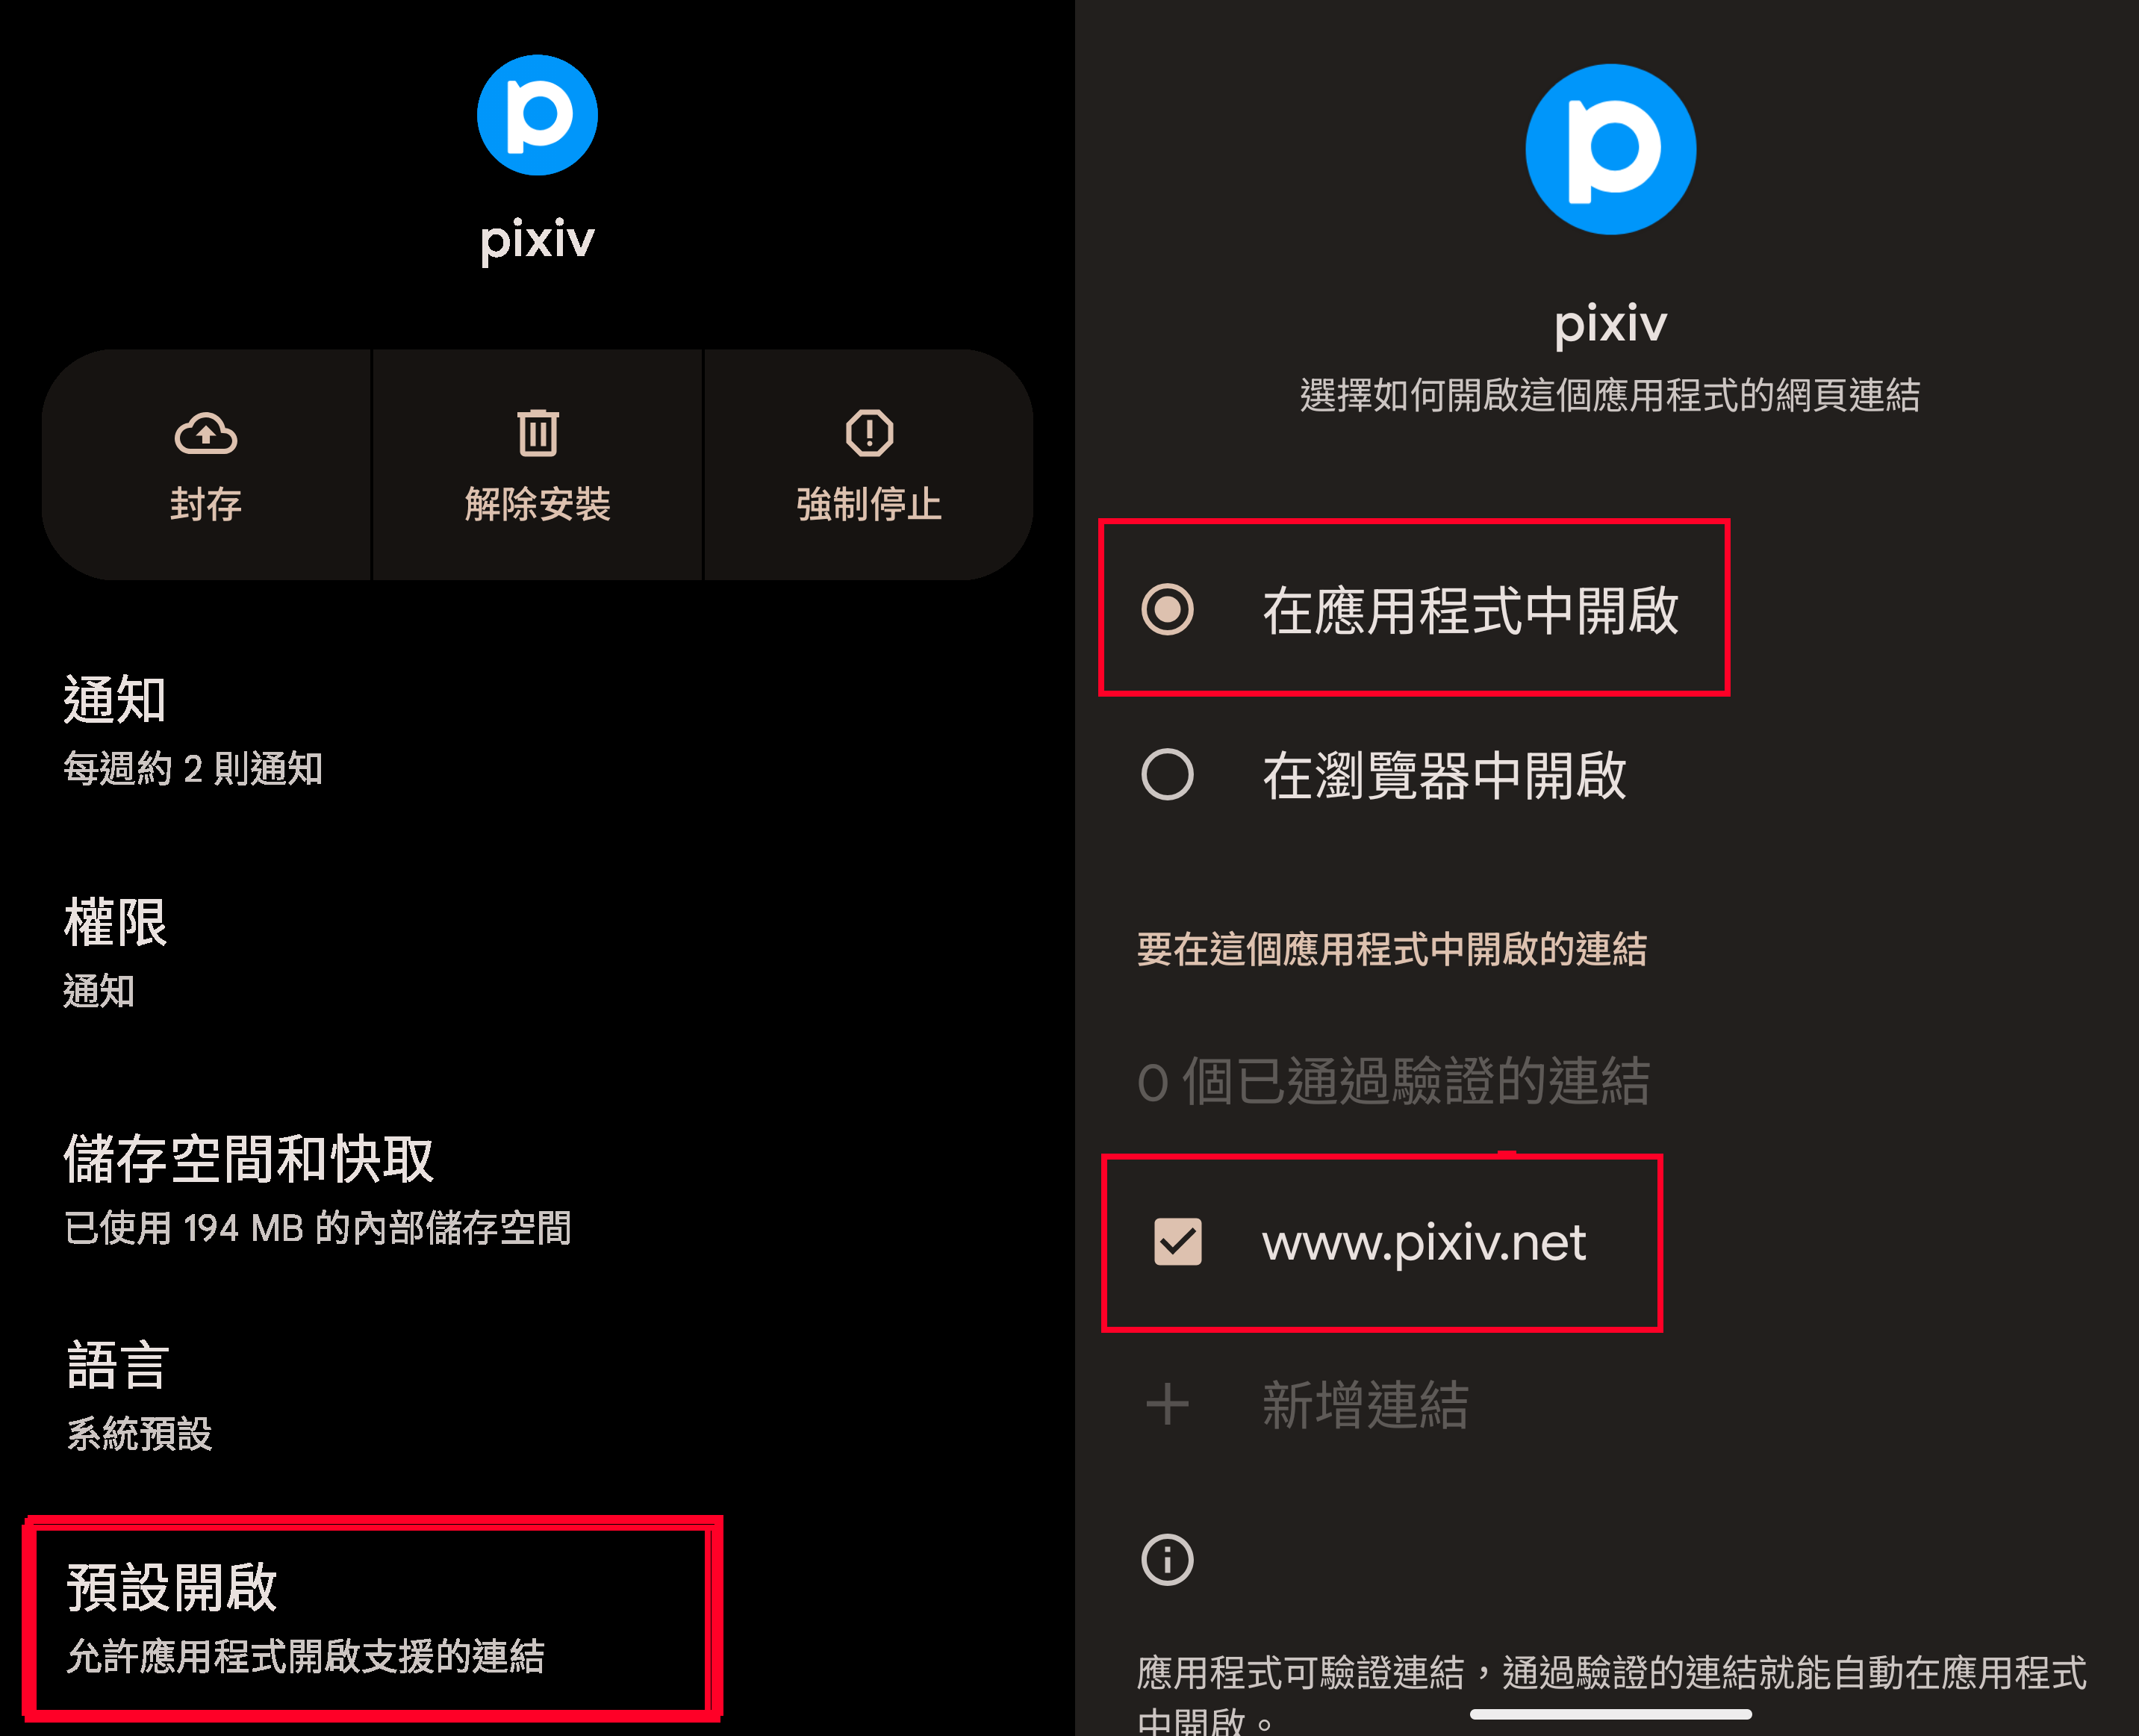 pixiv
封存
解除安裝
強制停止
通知
每週約 2 則通知
權限
通知
儲存空間和快取
已使用 194 MB 的內部儲存空間
語言
系統預設
預設開啟
允許應用程式開啟支援的連結
pixiv
選擇如何開啟這個應用程式的網頁連結
在應用程式中開啟
在瀏覽器中開啟
要在這個應用程式中開啟的連結
0 個已通過驗證的連結
www.pixiv.net
新增連結
應用程式可驗證連結，通過驗證的連結就能自動在應用程式
中開啟。